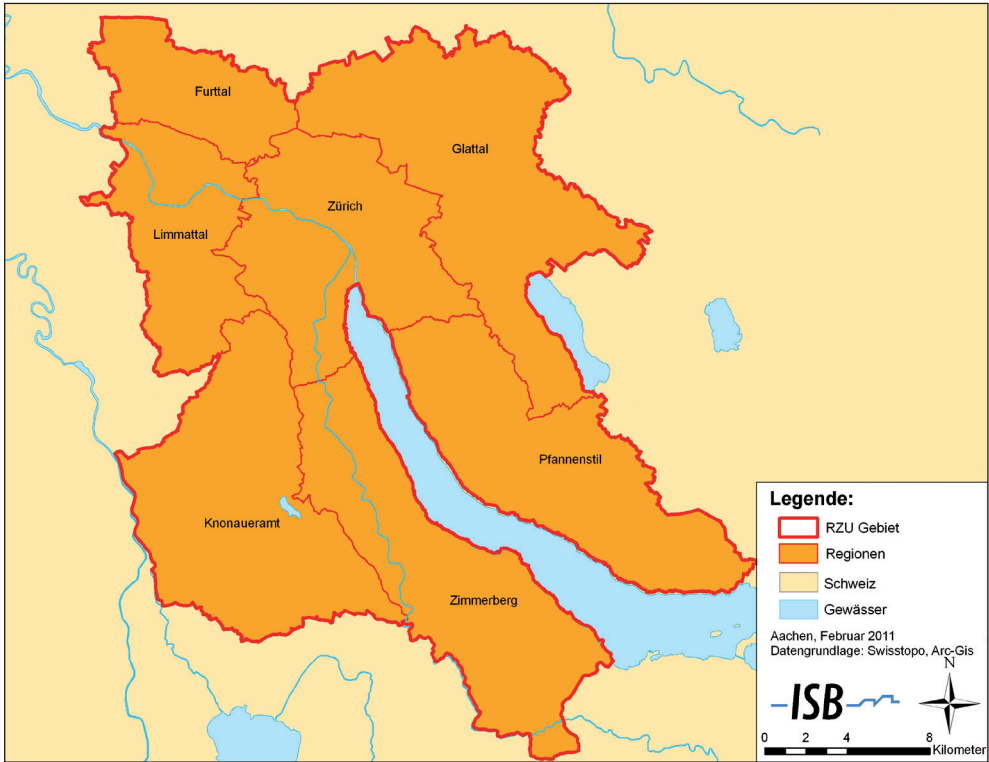 Furttal
Glattal
Zürich
Limmattal
Pfannenstil
Knonaueramt
Zimmerberg
Legende:
RZU Gebiet
Regionen
Schweiz
Gewässer
Aachen, Februar 2011
Datengrundlage: Swisstopo, Arc-Gis
N
ISB
0 2 4 8
Kilometer